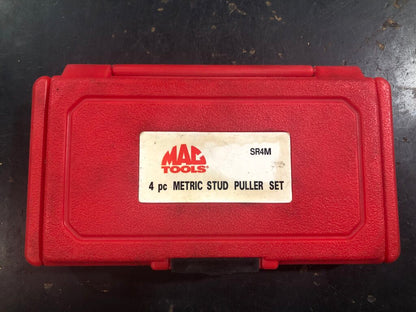 MAC
TOOLS®
SR4M
4 pc METRIC STUD PULLER SET